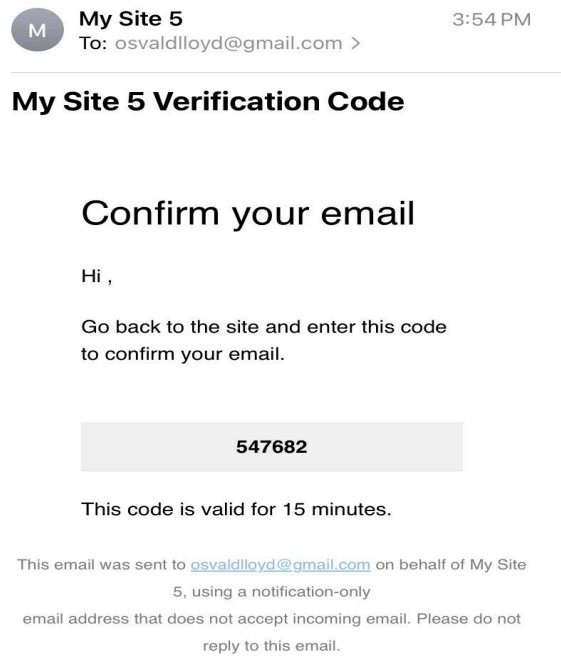 M
My Site 5
3:54 PM
To: osvaldlloyd@gmail.com >
My Site 5 Verification Code
Confirm your email
Hi ,
Go back to the site and enter this code
to confirm your email.
547682
This code is valid for 15 minutes.
This email was sent to osvaldlloyd@gmail.com on behalf of My Site
5, using a notification-only
email address that does not accept incoming email. Please do not
reply to this email.